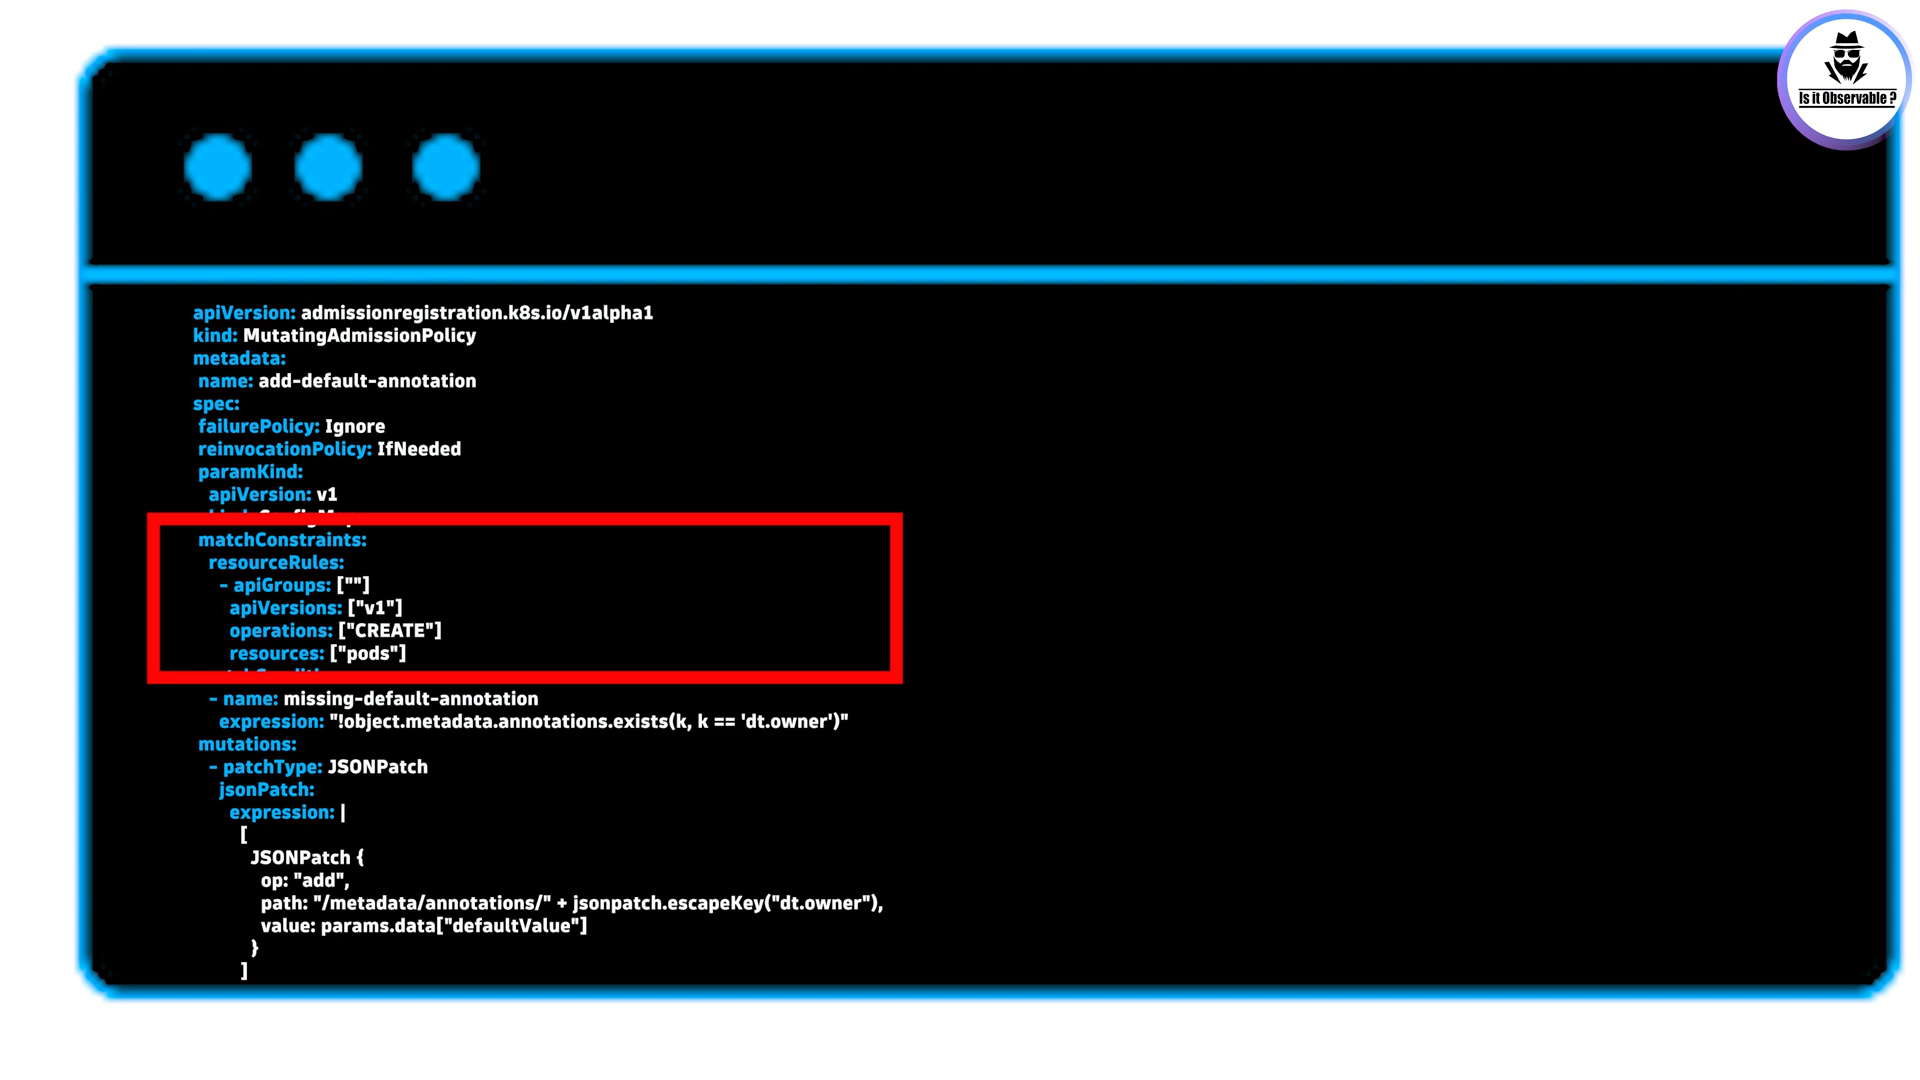 Is it Observable ?
apiVersion: admissionregistration.k8s.io/v1alpha1
kind: MutatingAdmissionPolicy
metadata:
name: add-default-annotation
spec:
failurePolicy: Ignore
reinvocationPolicy: IfNeeded
paramKind:
apiVersion: v1
kind: ConfigMap
matchConstraints:
resourceRules:
- apiGroups: [""]
apiVersions: ["v1"]
operations: ["CREATE"]
resources: ["pods"]
- name: missing-default-annotation
expression: "!object.metadata.annotations.exists(k, k == 'dt.owner')"
mutations:
- patchType: JSONPatch
jsonPatch:
expression: |
[
JSONPatch {
op: "add",
path: "/metadata/annotations/" + jsonpatch.escapeKey("dt.owner"),
value: params.data["defaultValue"]
}
]